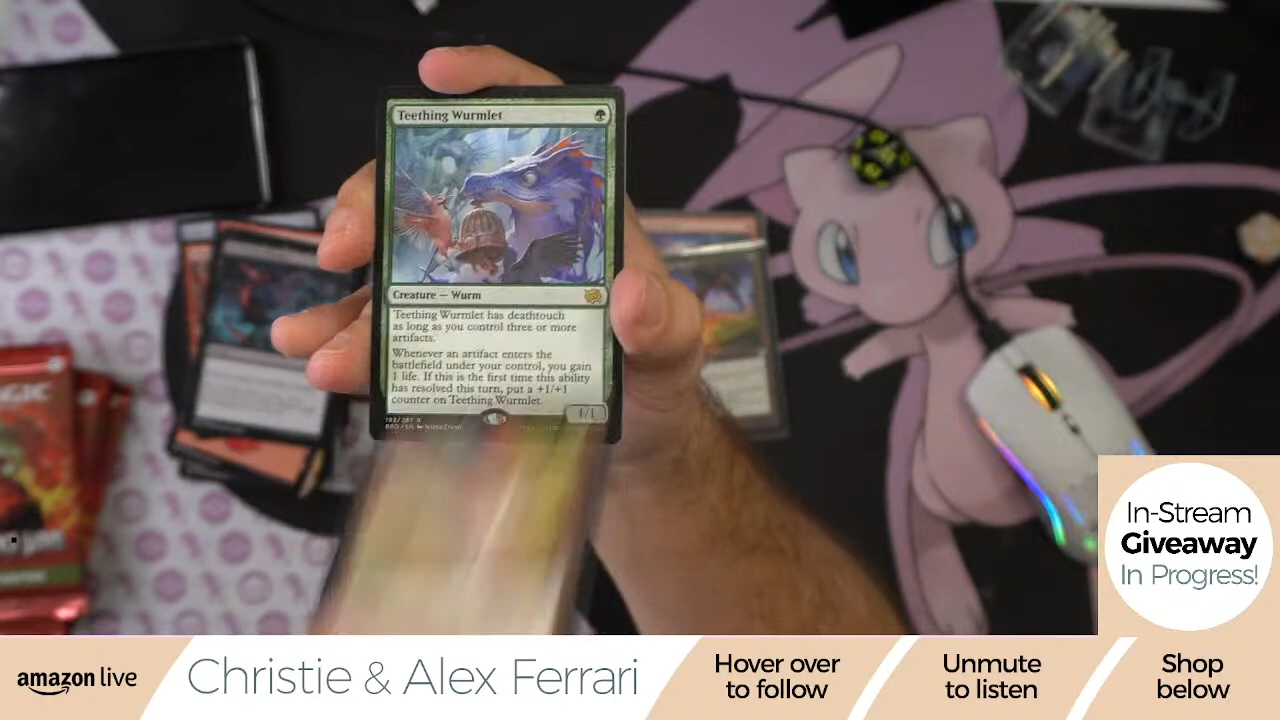 Teething Wurmlet
Creature — Wurm
Teething Wurmlet has deathtouch
as long as you control three or more
artifacts.
Whenever an artifact enters the
battlefield under your control, you gain
1 life. If this is the first time this ability
has resolved this turn, put a +1/+1
counter on Teething Wurmlet.
1/1
In-Stream
Giveaway
In Progress!
amazon live
Christie & Alex Ferrari
Hover over
to follow
Unmute
to listen
Shop
below